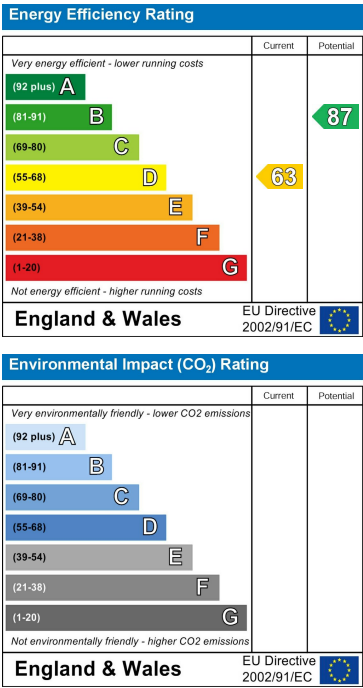 Energy Efficiency Rating
Current Potential
Very energy efficient - lower running costs
(92 plus) A
(81-91) B
87
(69-80) C
(55-68) D
63
(39-54) E
(21-38) F
(1-20) G
Not energy efficient - higher running costs
England & Wales
EU Directive
2002/91/EC
Environmental Impact (CO₂) Rating
Current Potential
Very environmentally friendly - lower CO2 emissions
(92 plus) A
(81-91) B
(69-80) C
(55-68) D
(39-54) E
(21-38) F
(1-20) G
Not environmentally friendly - higher CO2 emissions
England & Wales
EU Directive
2002/91/EC